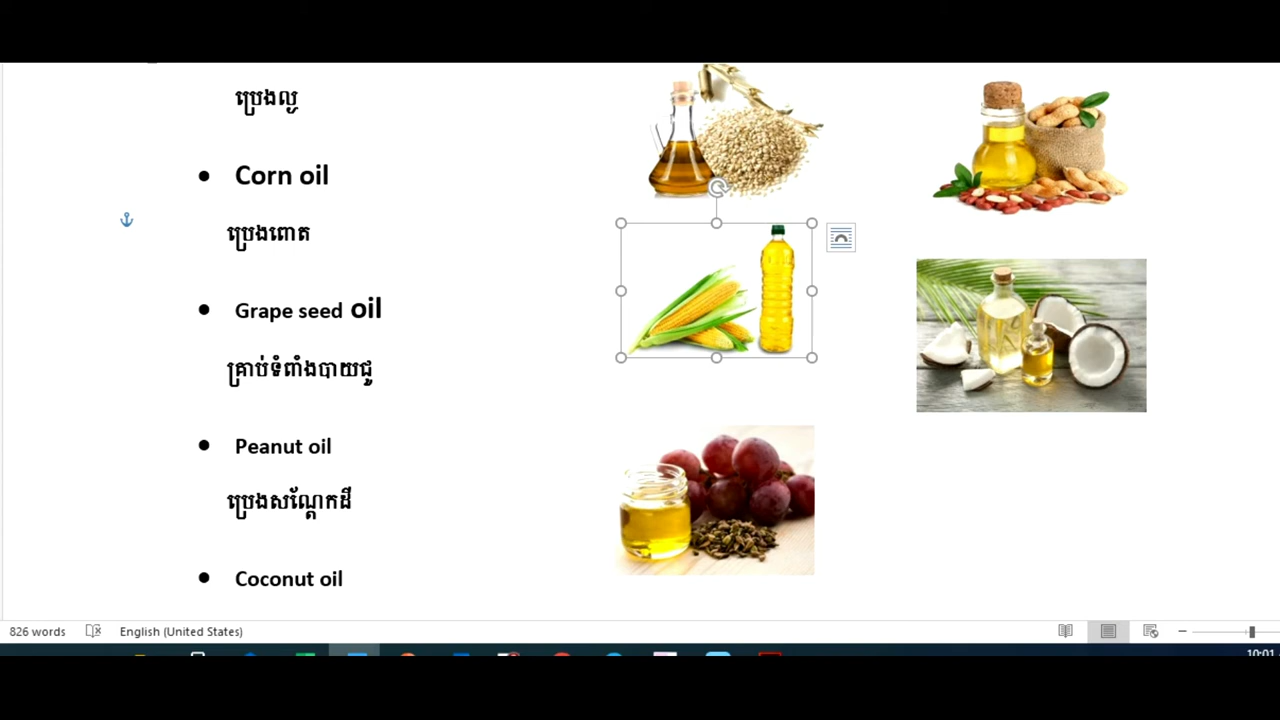 ប្រេងល្ង
Corn oil
ប្រេងពោត
Grape seed oil
គ្រាប់ទំពាំងបាយជូ
Peanut oil
ប្រេងសណ្ដែកដី
Coconut oil
826 words
English (United States)
10:01